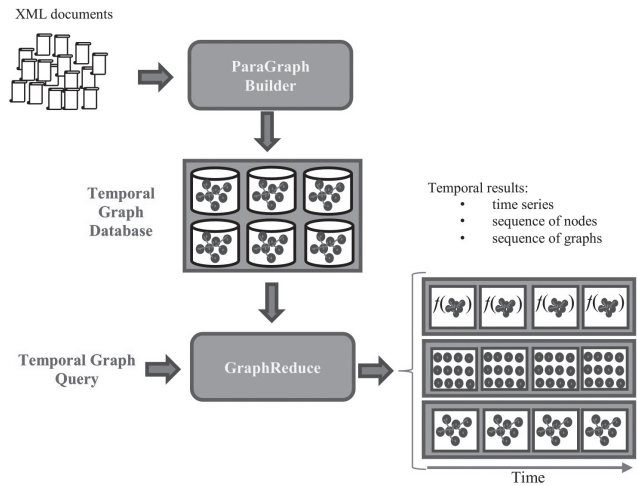 XML documents
ParaGraph
Builder
Temporal
Graph
Database
Temporal results:
• time series
• sequence of nodes
• sequence of graphs
f( ) f( ) f( ) f( )
Temporal Graph
Query
GraphReduce
Time